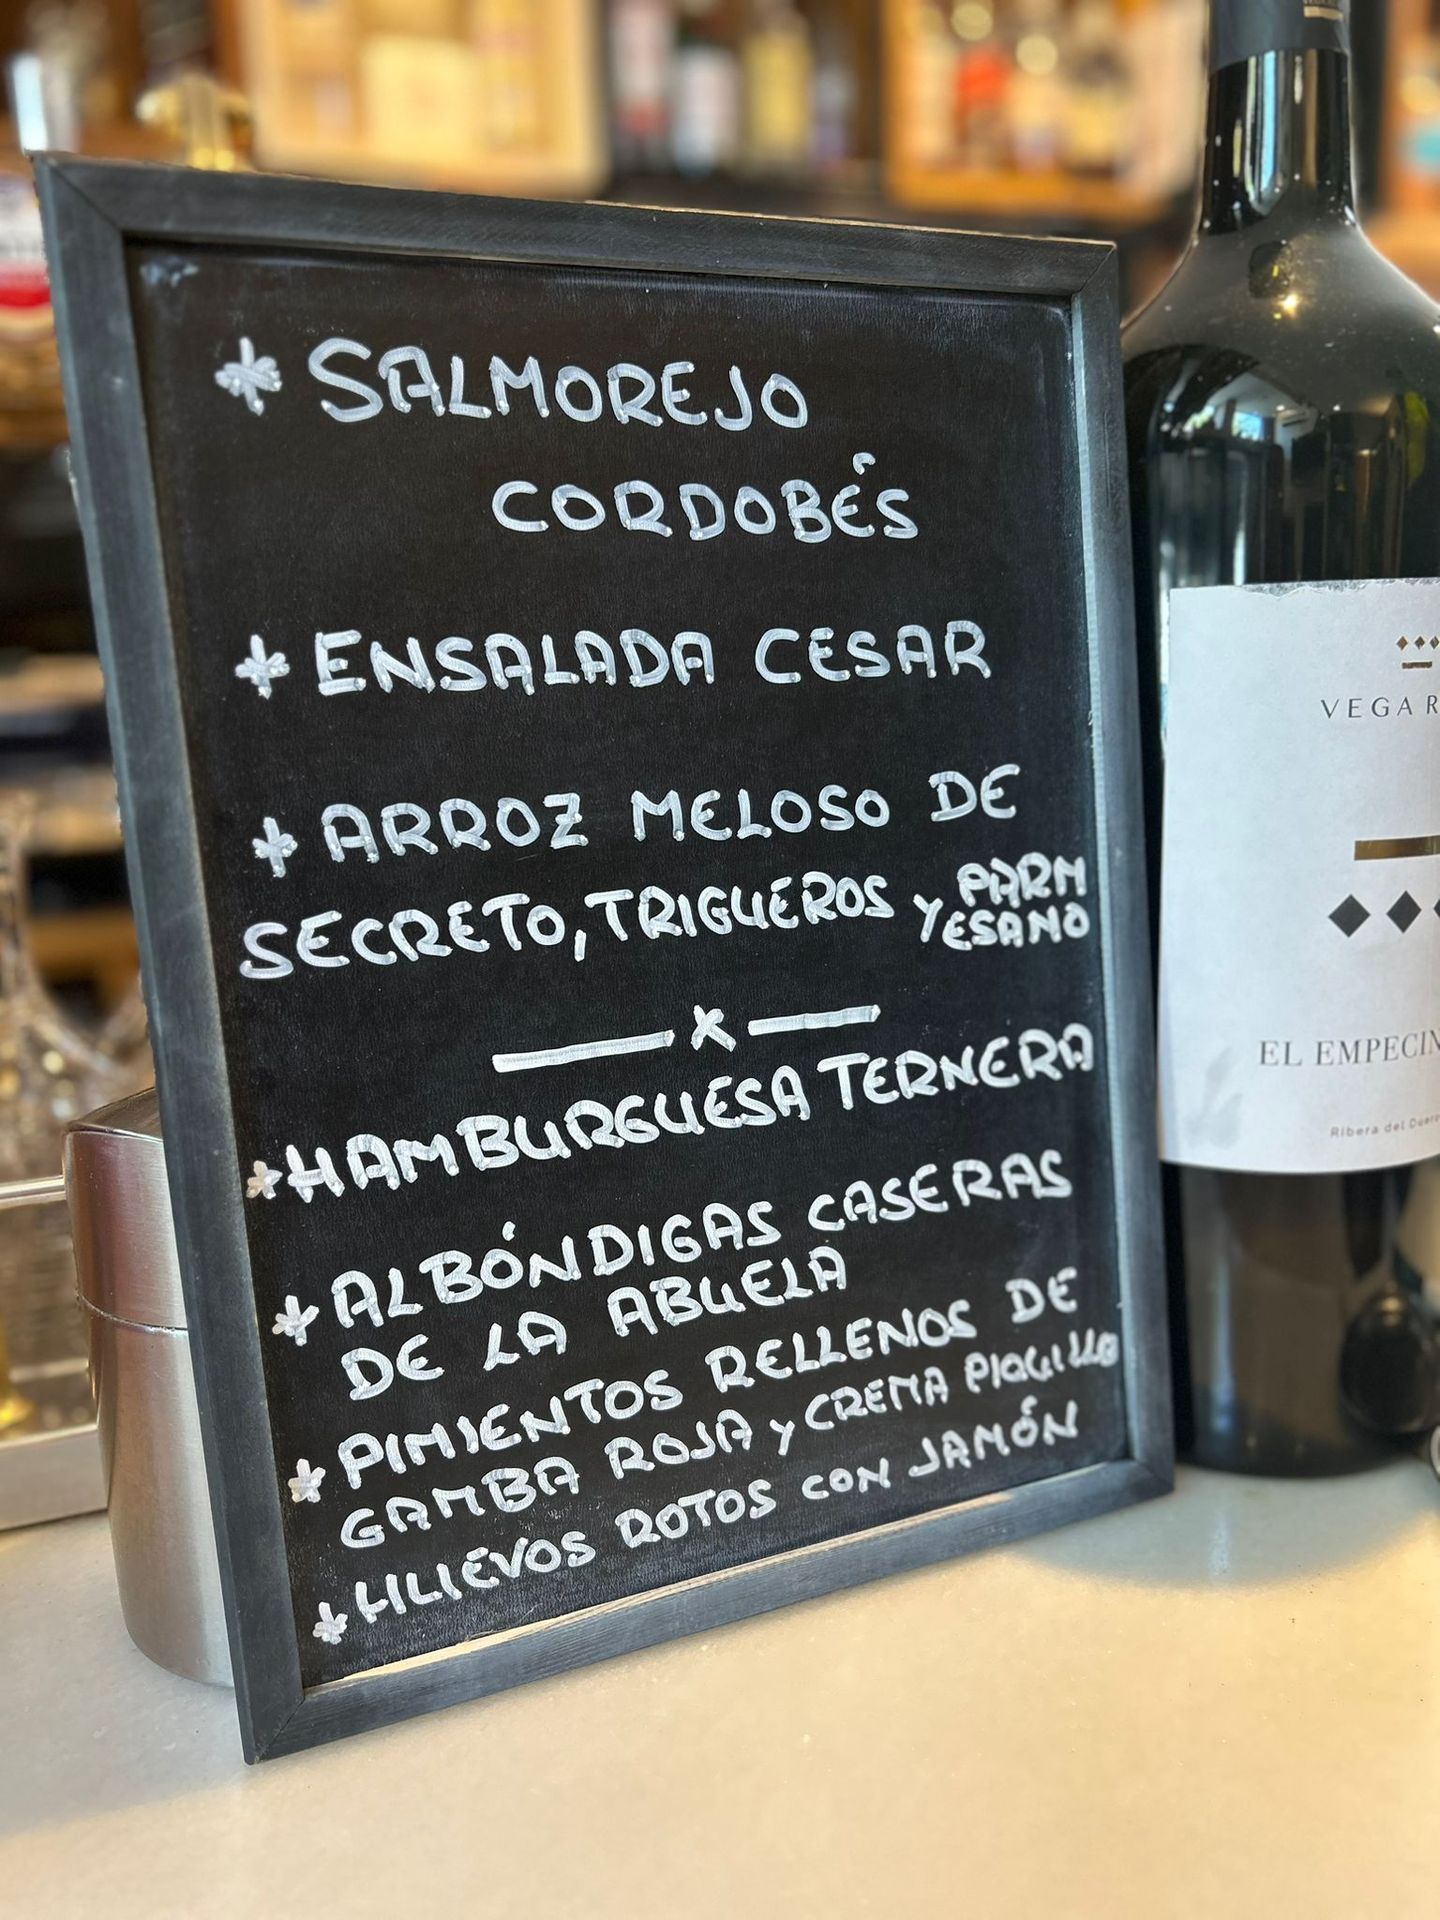 * SALMOREJO
CORDOBÉS
* ENSALADA CESAR
* ARROZ MELOSO DE
SECRETO, TRIGUEROS Y PARM
ESANO
— x —
* HAMBURGUESA TERNERA
* ALBÓNDIGAS CASERAS
DE LA ABUELA
* PIMIENTOS RELLENOS DE
GAMBA ROJA Y CREMA PIQUILLO
* HUEVOS ROTOS CON JAMÓN
VEGA R
EL EMPECIN
Ribera del Duer